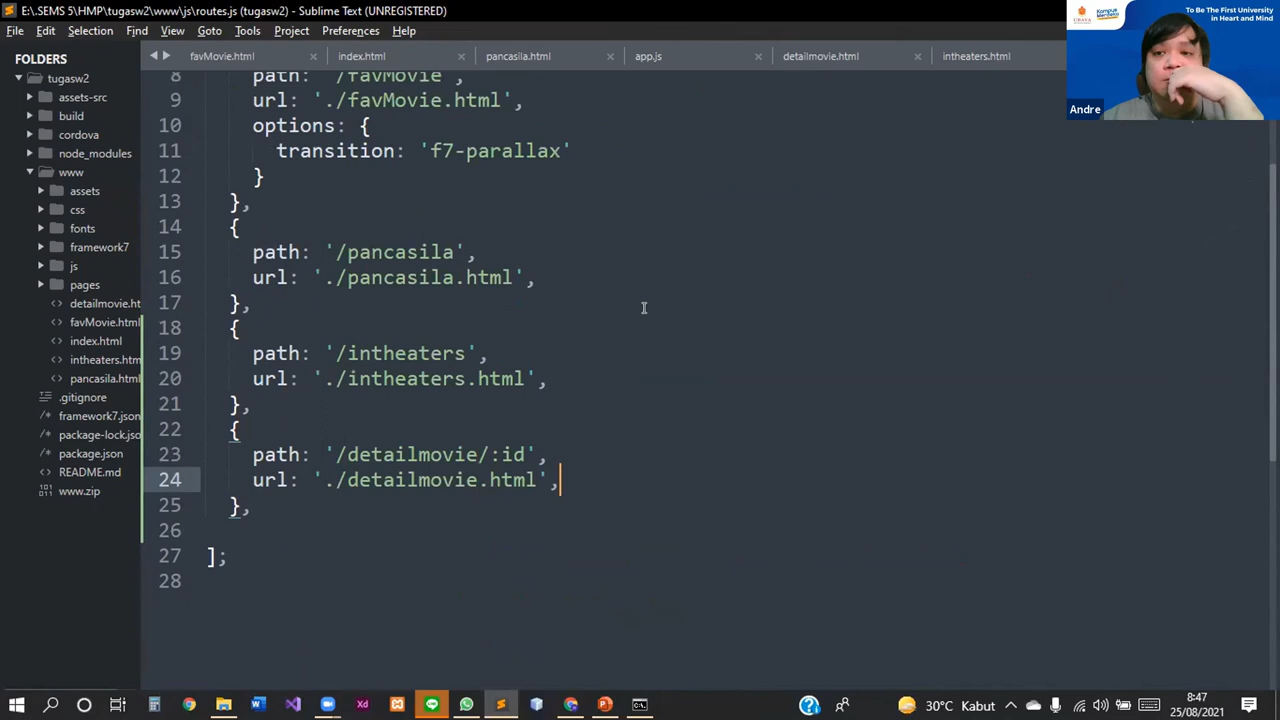 E:\.SEMS 5\HMP\tugasw2\www\js\routes.js (tugasw2) - Sublime Text (UNREGISTERED)
File Edit Selection Find View Goto Tools Project Preferences Help
FOLDERS
tugasw2
assets-src
build
cordova
node_modules
www
assets
css
fonts
framework7
js
pages
detailmovie.ht
favMovie.html
index.html
intheaters.htm
pancasila.html
.gitignore
framework7.json
package-lock.jso
package.json
README.md
www.zip
favMovie.html index.html pancasila.html app.js detailmovie.html intheaters.html
8 path: '/favMovie',
9 url: './favMovie.html',
10 options: {
11 transition: 'f7-parallax'
12 }
13 },
14 {
15 path: '/pancasila',
16 url: './pancasila.html',
17 },
18 {
19 path: '/intheaters',
20 url: './intheaters.html',
21 },
22 {
23 path: '/detailmovie/:id',
24 url: './detailmovie.html',
25 },
26
27 ];
28
UBAYA
Kampus Merdeka
To Be The First University
in Heart and Mind
Andre
30°C Kabut
8:47
25/08/2021